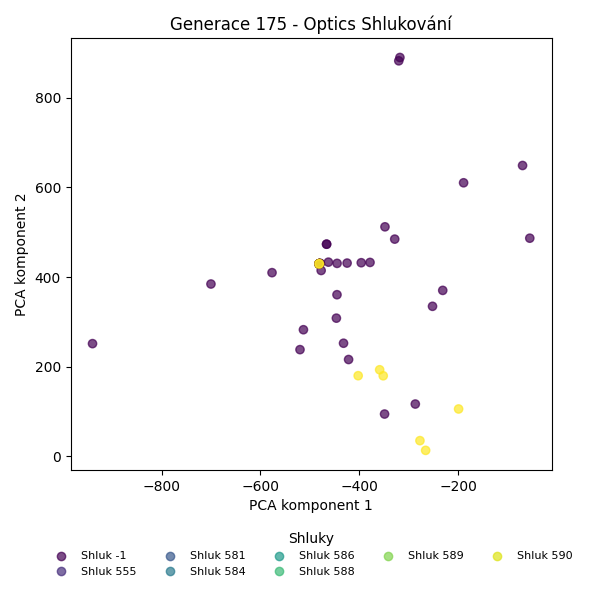 Generace 175 - Optics Shlukování
PCA komponent 2
800
600
400
200
0
−800 −600 −400 −200
PCA komponent 1
Shluky
Shluk -1 Shluk 581 Shluk 586 Shluk 589 Shluk 590
Shluk 555 Shluk 584 Shluk 588